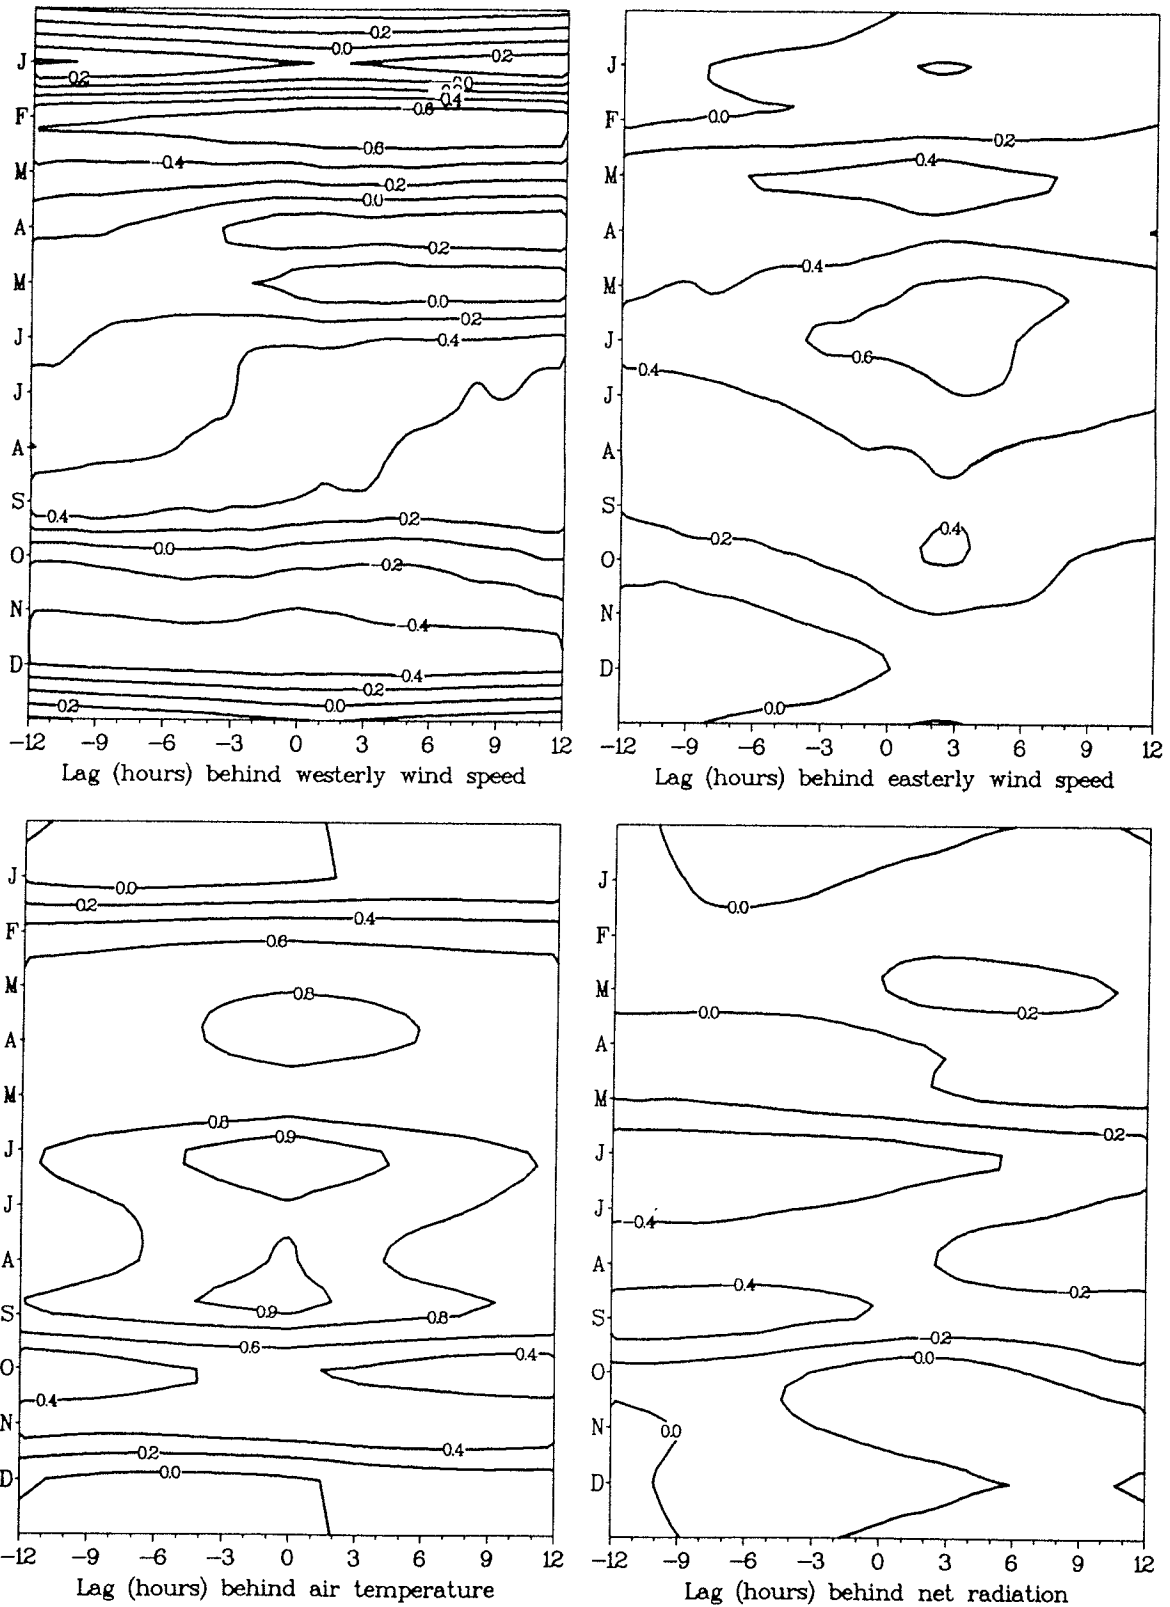 0.2
0.0
0.2
J
0.2
0.0
0.4
0.6
F
0.6
0.4
M
0.2
0.0
A
0.2
M
0.0
0.2
J
0.4
J
A
S
0.4
0.2
O
0.0
-0.2
N
-0.4
D
0.4
0.2
0.2
0.0
-12 -9 -6 -3 0 3 6 9 12
Lag (hours) behind westerly wind speed
J
F
0.0
0.2
M
0.4
A
0.4
M
J
0.6
0.4
J
A
S
0.2
0.4
O
N
D
0.0
-12 -9 -6 -3 0 3 6 9 12
Lag (hours) behind easterly wind speed
J
0.0
0.2
0.4
F
0.6
M
0.8
A
M
0.8
0.9
J
J
A
0.9
S
0.8
0.6
0.4
O
0.4
N
0.4
0.2
0.0
D
-12 -9 -6 -3 0 3 6 9 12
Lag (hours) behind air temperature
J
0.0
F
M
0.0
0.2
A
M
0.2
J
J
-0.4
A
0.4
-0.2
S
-0.2
0.0
O
N
0.0
D
-12 -9 -6 -3 0 3 6 9 12
Lag (hours) behind net radiation